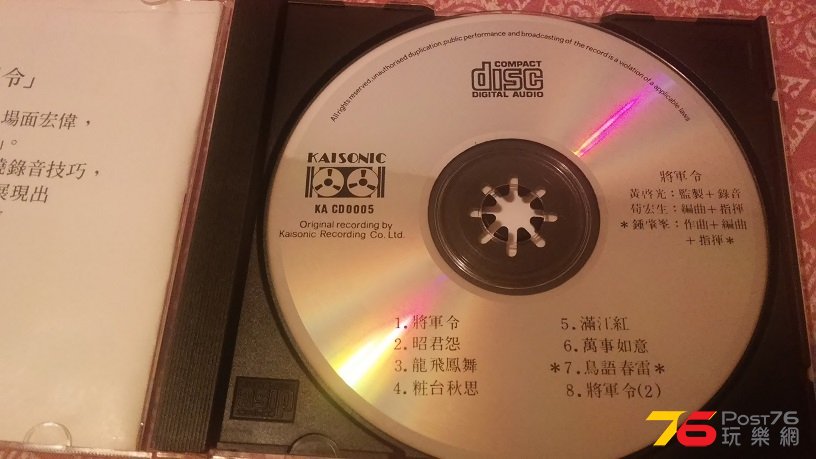 令」
場面宏偉，
」。
錄音技巧，
展現出
All rights reserved, unauthorised duplication, public performance and broadcasting of the record is a violation of a applicable laws
COMPACT
disc
DIGITAL AUDIO
KAISONIC
KA CD0005
Original recording by
Kaisonic Recording Co. Ltd.
將軍令
黃啓光：監製＋錄音
荀宏生：編曲＋指揮
＊鍾肇峯：作曲＋編曲
＋指揮＊
1.將軍令
2.昭君怨
3.龍飛鳳舞
4.粧台秋思
5.滿江紅
6.萬事如意
*7.鳥語春雷*
8.將軍令(2)
76 Post76
玩樂網